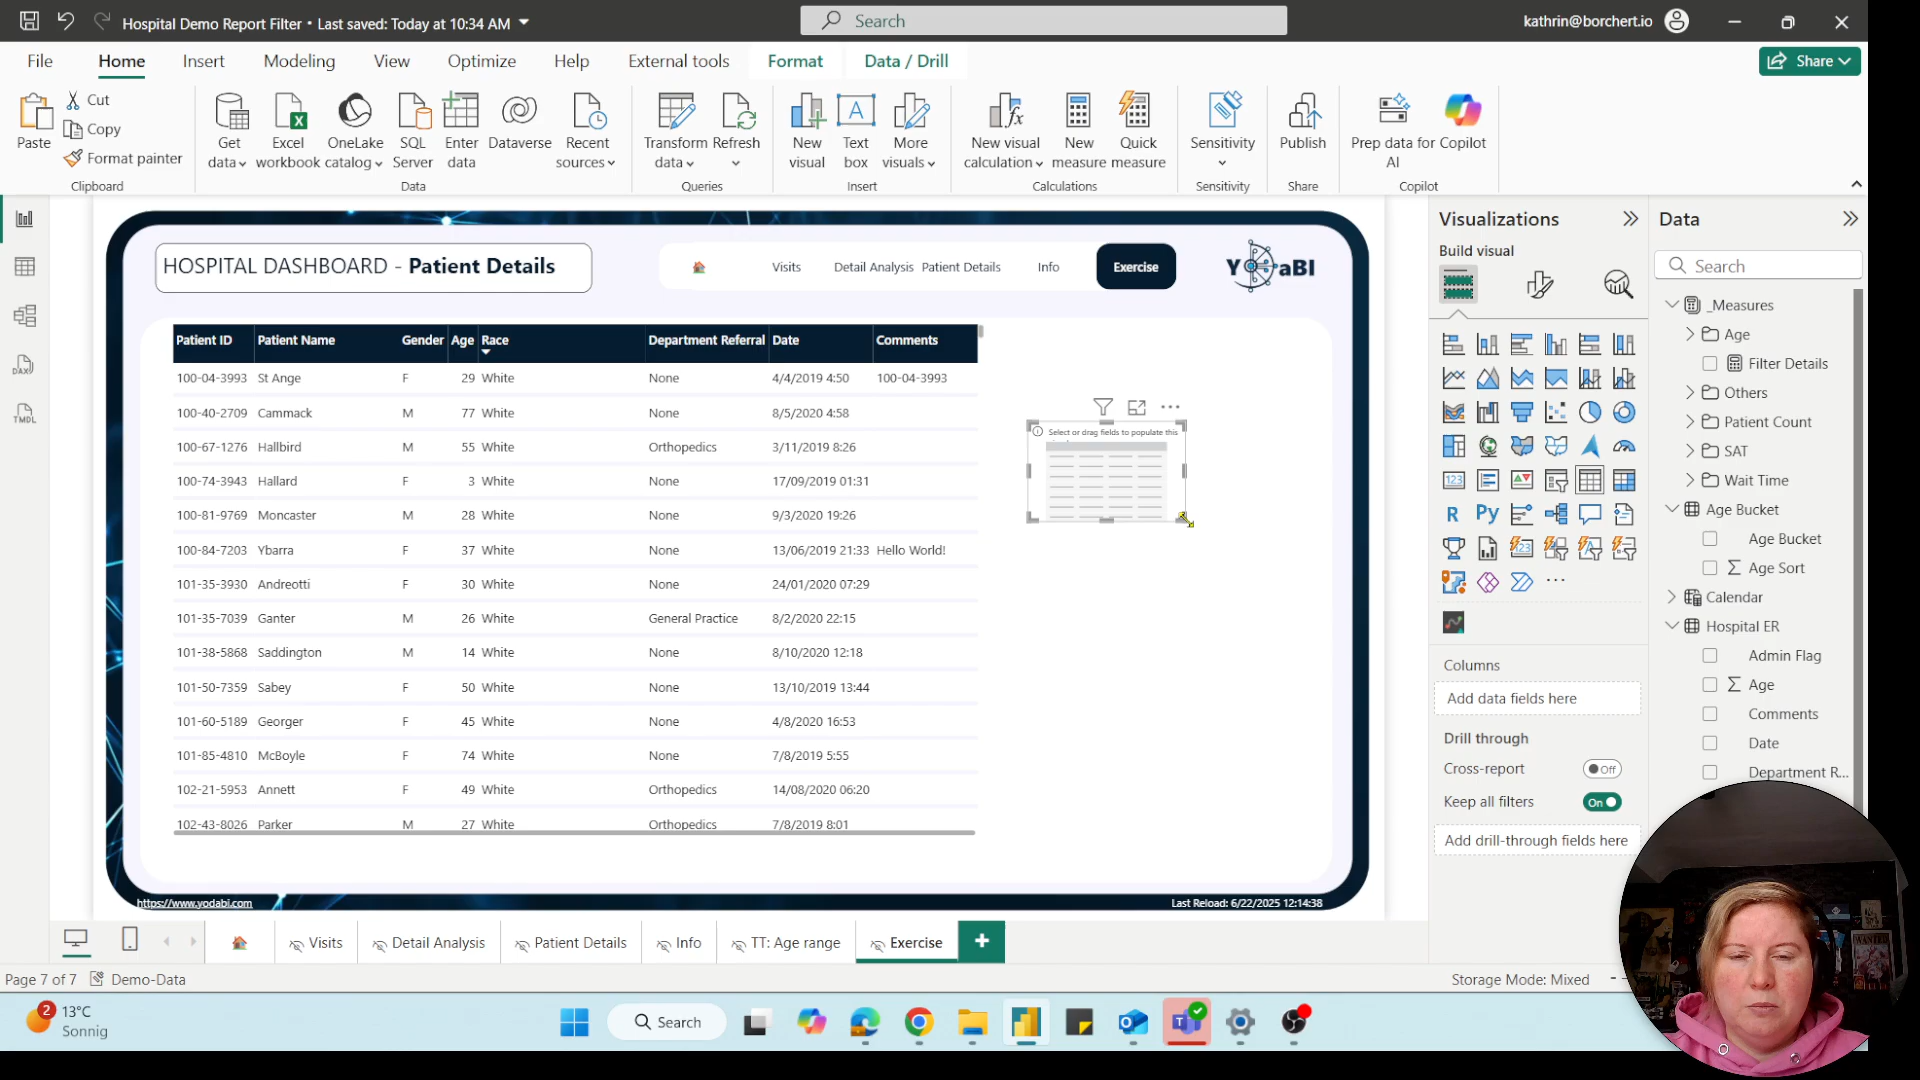 Hospital Demo Report Filter • Last saved: Today at 10:34 AM
Search
kathrin@borchert.io
File Home Insert Modeling View Optimize Help External tools Format Data / Drill
Share
Paste
Cut
Copy
Format painter
Get data
Excel workbook
OneLake catalog
SQL Server
Enter data
Dataverse
Recent sources
Transform data
Refresh
New visual
Text box
More visuals
New visual calculation
New measure
Quick measure
Sensitivity
Publish
Prep data for AI
Copilot
Clipboard Data Queries Insert Calculations Sensitivity Share Copilot
HOSPITAL DASHBOARD - Patient Details
Visits Detail Analysis Patient Details Info Exercise
YodaBI
Patient ID Patient Name Gender Age Race Department Referral Date Comments
100-04-3993 St Ange F 29 White None 4/4/2019 4:50 100-04-3993
100-40-2709 Cammack M 77 White None 8/5/2020 4:58
100-67-1276 Hallbird M 55 White Orthopedics 3/11/2019 8:26
100-74-3943 Hallard F 3 White None 17/09/2019 01:31
100-81-9769 Moncaster M 28 White None 9/3/2020 19:26
100-84-7203 Ybarra F 37 White None 13/06/2019 21:33 Hello World!
101-35-3930 Andreotti F 30 White None 24/01/2020 07:29
101-35-7039 Ganter M 26 White General Practice 8/2/2020 22:15
101-38-5868 Saddington M 14 White None 8/10/2020 12:18
101-50-7359 Sabey F 50 White None 13/10/2019 13:44
101-60-5189 Georger F 45 White None 4/8/2020 16:53
101-85-4810 McBoyle F 74 White None 7/8/2019 5:55
102-21-5953 Annett F 49 White Orthopedics 14/08/2020 06:20
102-43-8026 Parker M 27 White Orthopedics 7/8/2019 8:01
Select or drag fields to populate this
https://www.yodabi.com
Last Reload: 6/22/2025 12:14:38
Visualizations
Build visual
R Py
Columns
Add data fields here
Drill through
Cross-report Off
Keep all filters On
Add drill-through fields here
Data
Search
_Measures
Age
Filter Details
Others
Patient Count
SAT
Wait Time
Age Bucket
Age Bucket
Age Sort
Calendar
Hospital ER
Admin Flag
Age
Comments
Date
Department R...
Visits Detail Analysis Patient Details Info TT: Age range Exercise
Page 7 of 7 Demo-Data
Storage Mode: Mixed
2
13°C
Sonnig
Search